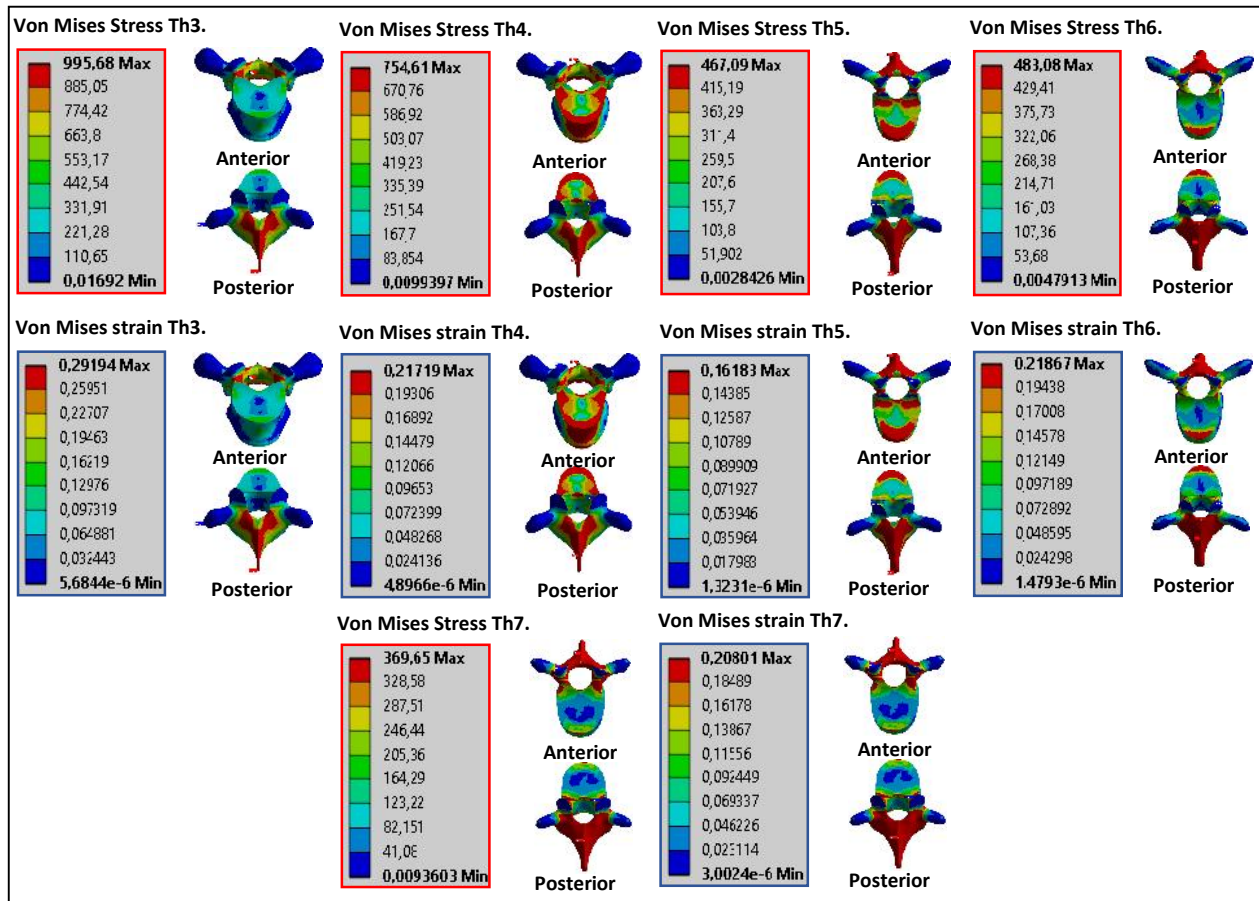 Von Mises Stress Th3.
995,68 Max
885,05
774,42
663,8
553,17
442,54
331,91
221,28
110,65
0,01692 Min
Anterior
Posterior
Von Mises Stress Th4.
754,61 Max
670,76
586,92
503,07
419,23
335,39
251,54
167,7
83,854
0,0099397 Min
Anterior
Posterior
Von Mises Stress Th5.
467,09 Max
415,19
363,29
311,4
259,5
207,6
155,7
103,8
51,902
0,0028426 Min
Anterior
Posterior
Von Mises Stress Th6.
483,08 Max
429,41
375,73
322,06
268,38
214,71
161,03
107,36
53,68
0,0047913 Min
Anterior
Posterior
Von Mises strain Th3.
0,29194 Max
0,25951
0,22707
0,19463
0,16219
0,12976
0,097319
0,064881
0,032443
5,6844e-6 Min
Anterior
Posterior
Von Mises strain Th4.
0,21719 Max
0,19306
0,16892
0,14479
0,12066
0,09653
0,072399
0,048268
0,024136
4,8966e-6 Min
Anterior
Posterior
Von Mises strain Th5.
0,16183 Max
0,14385
0,12587
0,10789
0,089909
0,071927
0,053946
0,035964
0,017983
1,3231e-6 Min
Anterior
Posterior
Von Mises strain Th6.
0,21867 Max
0,19438
0,17008
0,14578
0,12149
0,097189
0,072892
0,048595
0,024298
1,4793e-6 Min
Anterior
Posterior
Von Mises Stress Th7.
369,65 Max
328,58
287,51
246,44
205,36
164,29
123,22
82,151
41,08
0,0093603 Min
Anterior
Posterior
Von Mises strain Th7.
0,20801 Max
0,18489
0,16178
0,13867
0,11556
0,092449
0,069337
0,046226
0,023114
3,0024e-6 Min
Anterior
Posterior